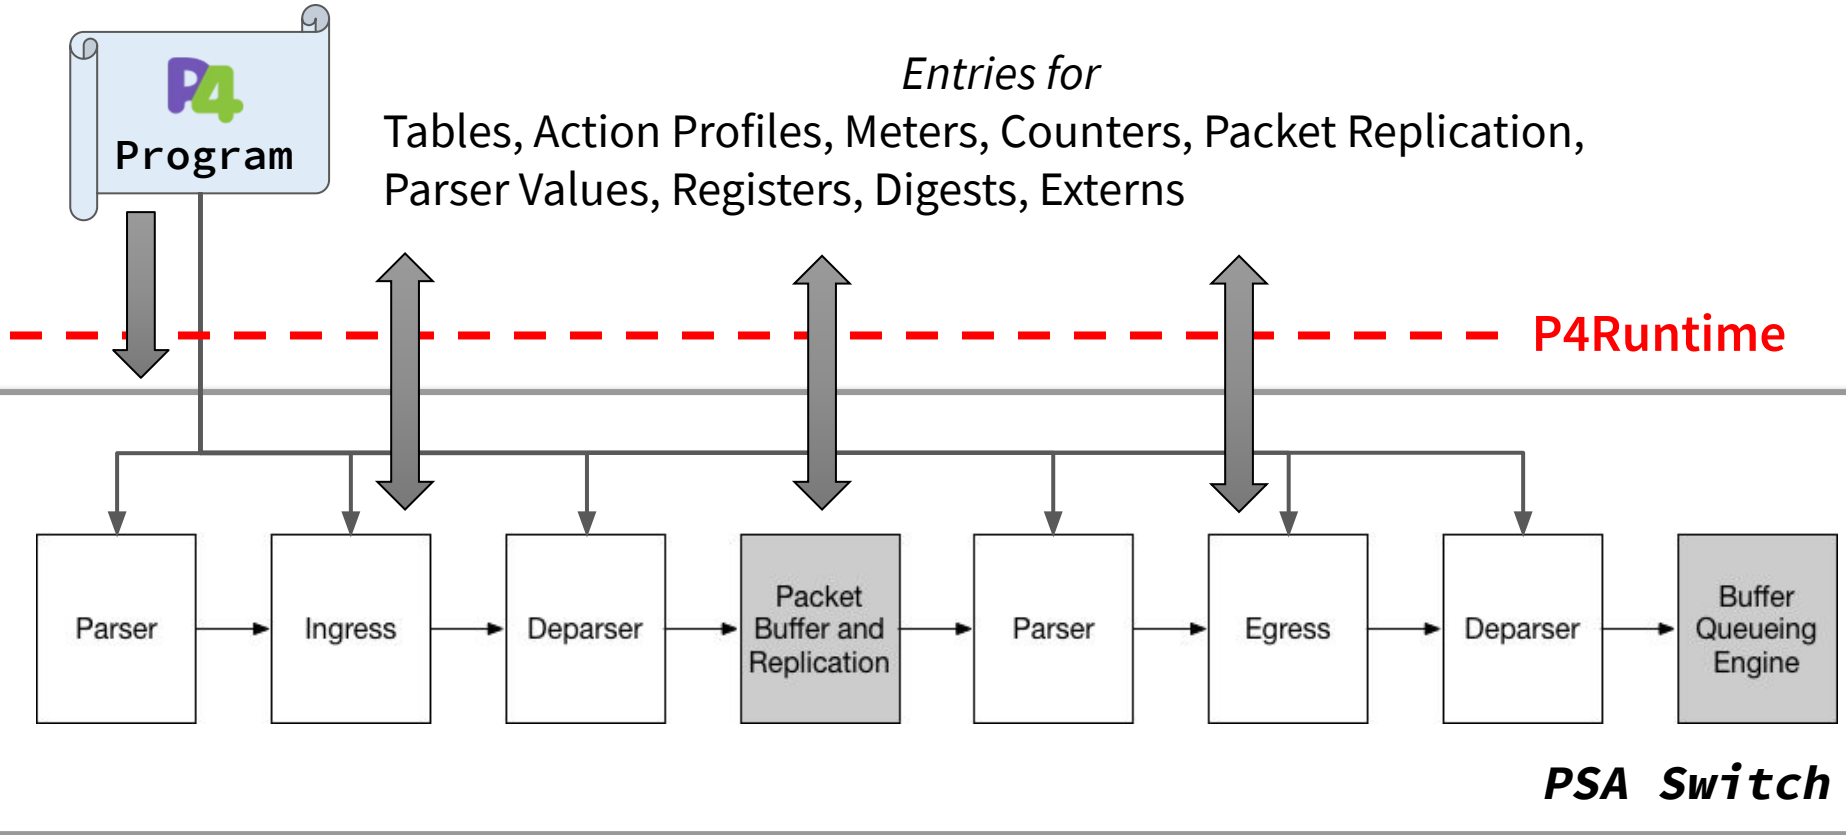 P4
Program
Entries for
Tables, Action Profiles, Meters, Counters, Packet Replication,
Parser Values, Registers, Digests, Externs
P4Runtime
Parser
Ingress
Deparser
Packet
Buffer and
Replication
Parser
Egress
Deparser
Buffer
Queueing
Engine
PSA Switch